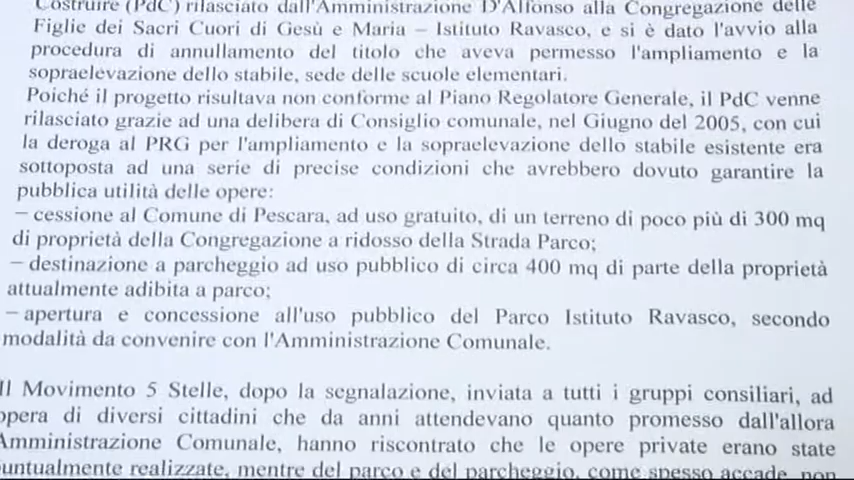 Costruire (PdC) rilasciato dall'Amministrazione D'Alfonso alla Congregazione delle
Figlie dei Sacri Cuori di Gesù e Maria – Istituto Ravasco, e si è dato l'avvio alla
procedura di annullamento del titolo che aveva permesso l'ampliamento e la
sopraelevazione dello stabile, sede delle scuole elementari.
Poiché il progetto risultava non conforme al Piano Regolatore Generale, il PdC venne
rilasciato grazie ad una delibera di Consiglio comunale, nel Giugno del 2005, con cui
la deroga al PRG per l'ampliamento e la sopraelevazione dello stabile esistente era
sottoposta ad una serie di precise condizioni che avrebbero dovuto garantire la
pubblica utilità delle opere:
– cessione al Comune di Pescara, ad uso gratuito, di un terreno di poco più di 300 mq
di proprietà della Congregazione a ridosso della Strada Parco;
– destinazione a parcheggio ad uso pubblico di circa 400 mq di parte della proprietà
attualmente adibita a parco;
– apertura e concessione all'uso pubblico del Parco Istituto Ravasco, secondo
modalità da convenire con l'Amministrazione Comunale.
Il Movimento 5 Stelle, dopo la segnalazione, inviata a tutti i gruppi consiliari, ad
opera di diversi cittadini che da anni attendevano quanto promesso dall'allora
Amministrazione Comunale, hanno riscontrato che le opere private erano state
puntualmente realizzate, mentre del parco e del parcheggio, come spesso accade, non